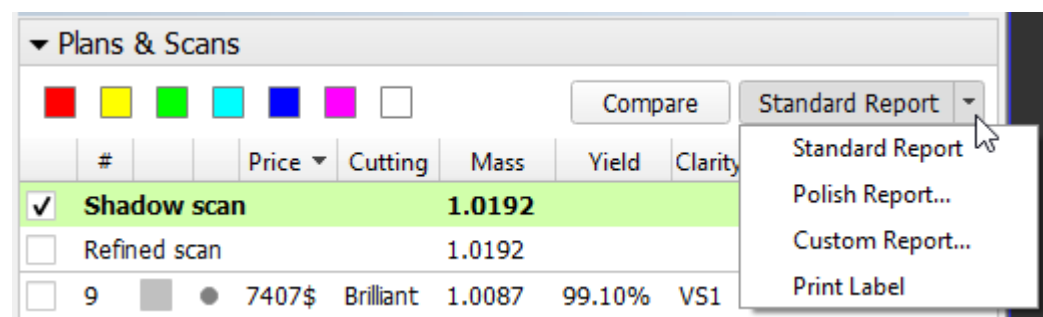 Plans & Scans
Compare
Standard Report
# Price Cutting Mass Yield Clarity
Standard Report
Shadow scan 1.0192
Polish Report...
Refined scan 1.0192
Custom Report...
9 7407$ Brilliant 1.0087 99.10% VS1
Print Label